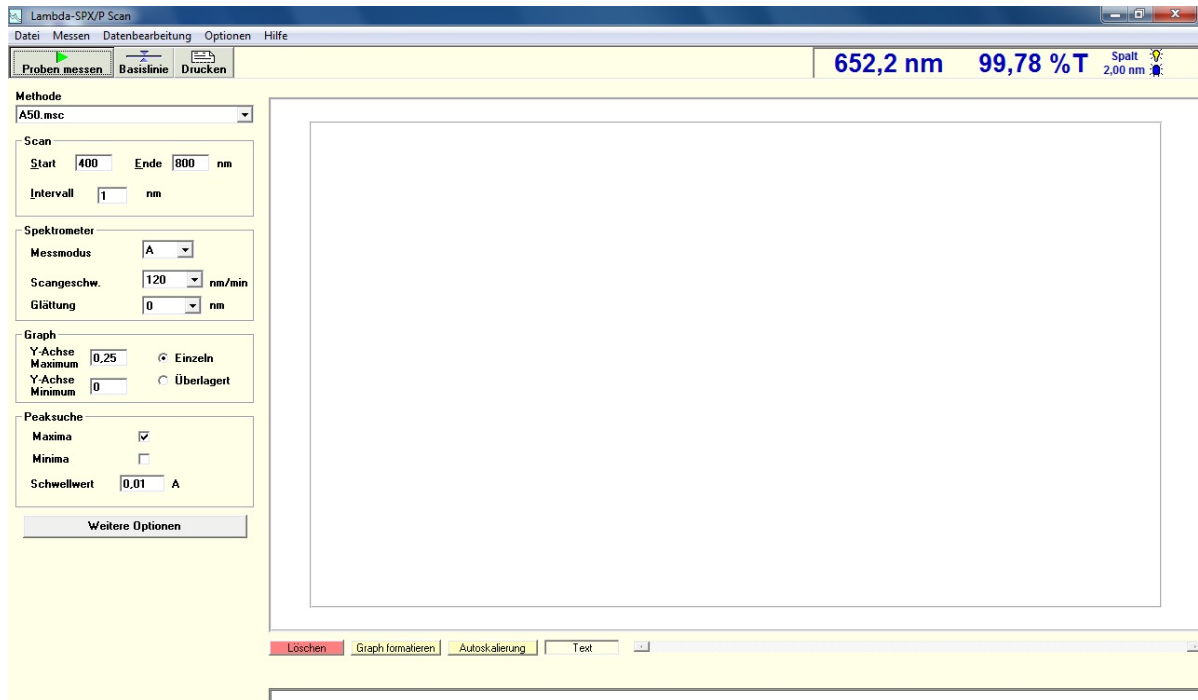 Lambda-SPX/P Scan
Datei Messen Datenbearbeitung Optionen Hilfe
Proben messen Basislinie Drucken
652,2 nm 99,78 %T Spalt 2,00 nm
Methode
A50.msc
Scan
Start 400 Ende 800 nm
Intervall 1 nm
Spektrometer
Messmodus A
Scangeschw. 120 nm/min
Glättung 0 nm
Graph
Y-Achse Maximum 0,25 Einzeln
Y-Achse Minimum 0 Überlagert
Peaksuche
Maxima
Minima
Schwellwert 0,01 A
Weitere Optionen
Löschen Graph formatieren Autoskalierung Text